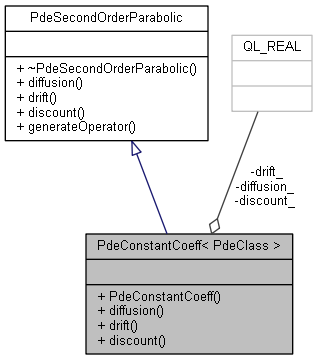 PdeSecondOrderParabolic
+ ~PdeSecondOrderParabolic()
+ diffusion()
+ drift()
+ discount()
+ generateOperator()
QL_REAL
-drift_
-diffusion_
-discount_
PdeConstantCoeff< PdeClass >
+ PdeConstantCoeff()
+ diffusion()
+ drift()
+ discount()